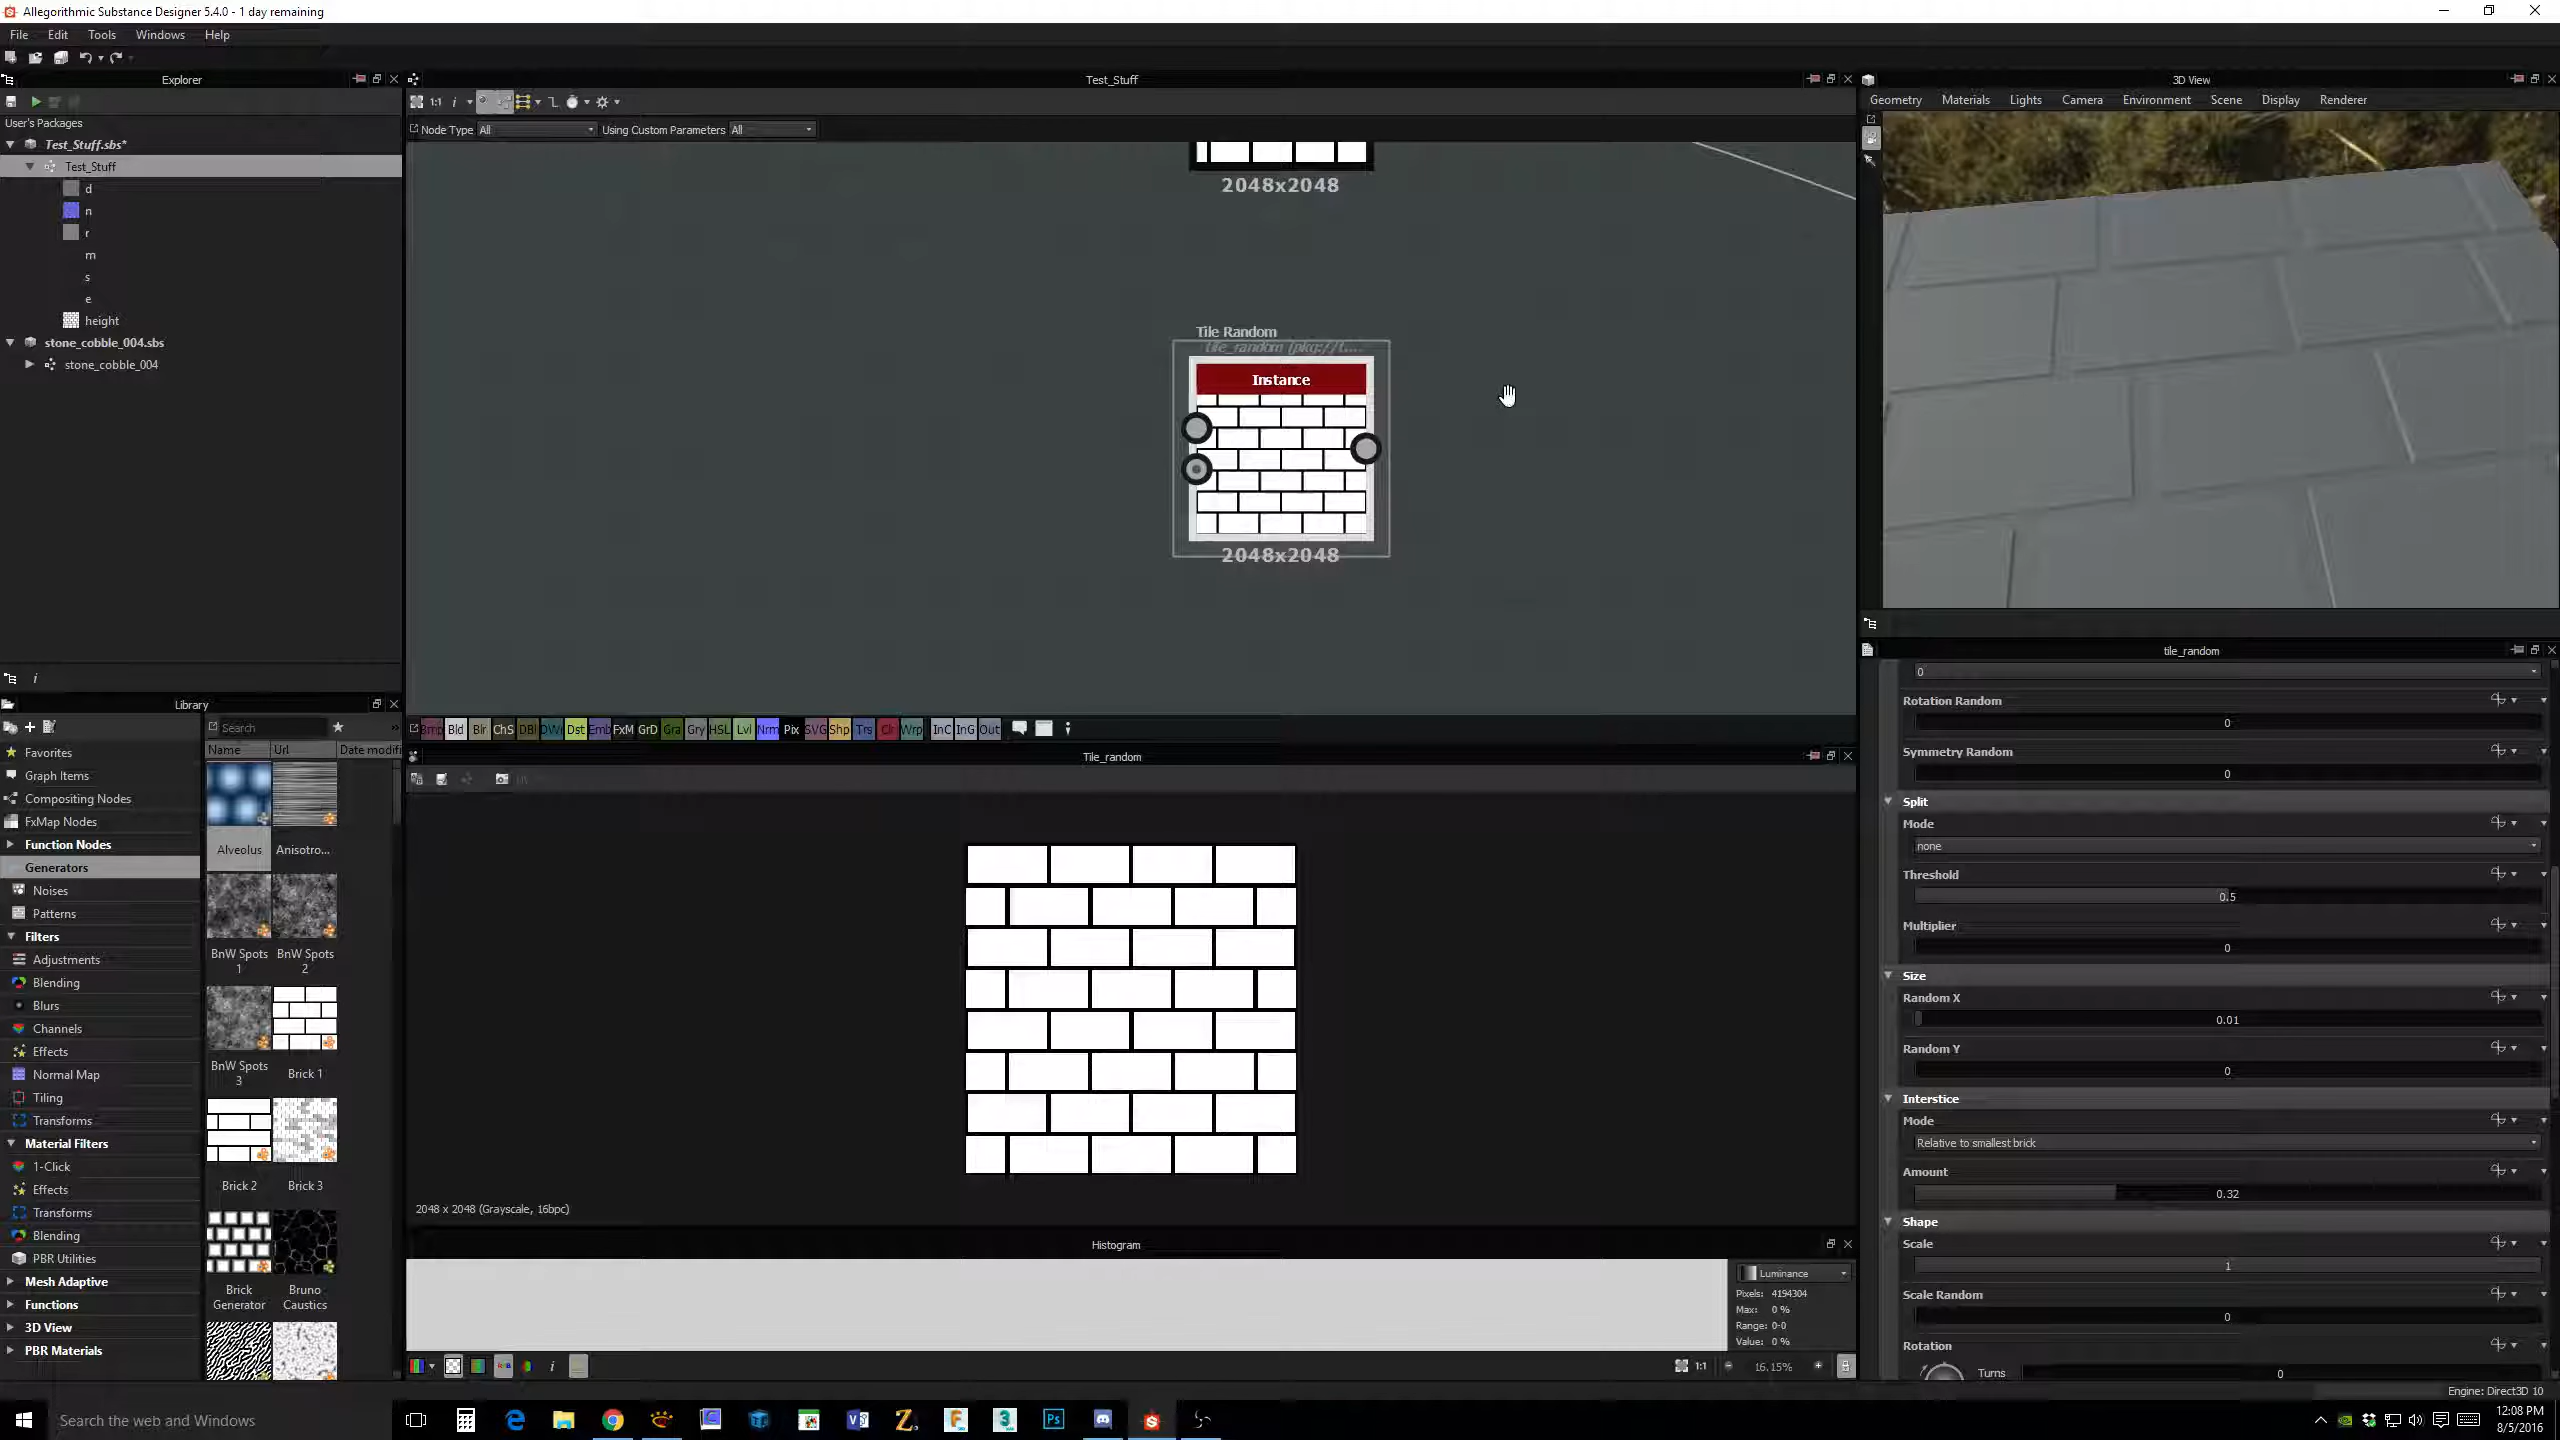 Allegorithmic Substance Designer 5.4.0 - 1 day remaining
File Edit Tools Windows Help
Explorer
User's Packages
Test_Stuff.sbs*
Test_Stuff
d
n
r
m
s
e
height
stone_cobble_004.sbs
stone_cobble_004
Library
Search
Name Url Date modifi
Favorites
Graph Items
Compositing Nodes
FxMap Nodes
Function Nodes
Generators
Noises
Patterns
Filters
Adjustments
Blending
Blurs
Channels
Effects
Normal Map
Tiling
Transforms
Material Filters
1-Click
Effects
Transforms
Blending
PBR Utilities
Mesh Adaptive
Functions
3D View
PBR Materials
Alveolus Anisotro...
BnW Spots 1
BnW Spots 2
BnW Spots 3
Brick 1
Brick 2
Brick 3
Brick Generator
Bruno Caustics
Test_Stuff
1:1
Node Type All Using Custom Parameters All
2048x2048
Tile Random
tile_random (pkg://t....
Instance
2048x2048
Bmp Bld Blr ChS DBl DWr Dst Emb FxM GrD Gra Gry HSL Lvl Nrm Pix SVG Shp Trs Clr Wrp InC InG Out
Tile_random
2048 x 2048 (Grayscale, 16bpc)
Histogram
Luminance
Pixels: 4194304
Max: 0 %
Range: 0-0
Value: 0 %
1:1 16.15%
3D View
Geometry Materials Lights Camera Environment Scene Display Renderer
tile_random
0
Rotation Random
0
Symmetry Random
0
Split
Mode
none
Threshold
0.5
Multiplier
0
Size
Random X
0.01
Random Y
0
Interstice
Mode
Relative to smallest brick
Amount
0.32
Shape
Scale
1
Scale Random
0
Rotation
Turns 0
Engine: Direct3D 10
Search the web and Windows
12:08 PM
8/5/2016